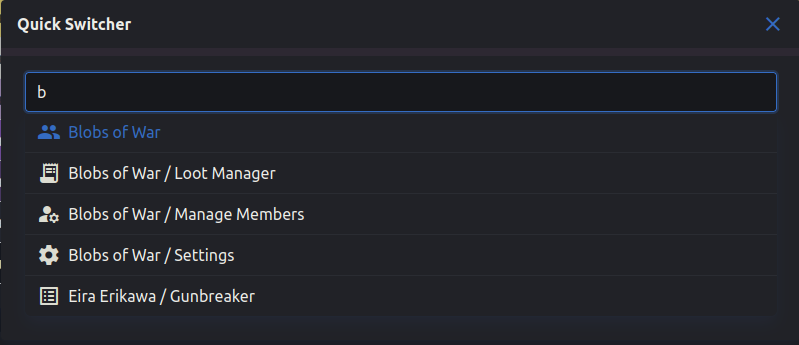 Quick Switcher
b
Blobs of War
Blobs of War / Loot Manager
Blobs of War / Manage Members
Blobs of War / Settings
Eira Erikawa / Gunbreaker